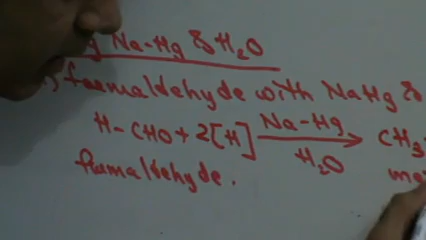 Na-Hg & H₂O
formaldehyde with NaHg &
H-CHO + 2[H] Na-Hg H₂O → CH₃
formaldehyde.